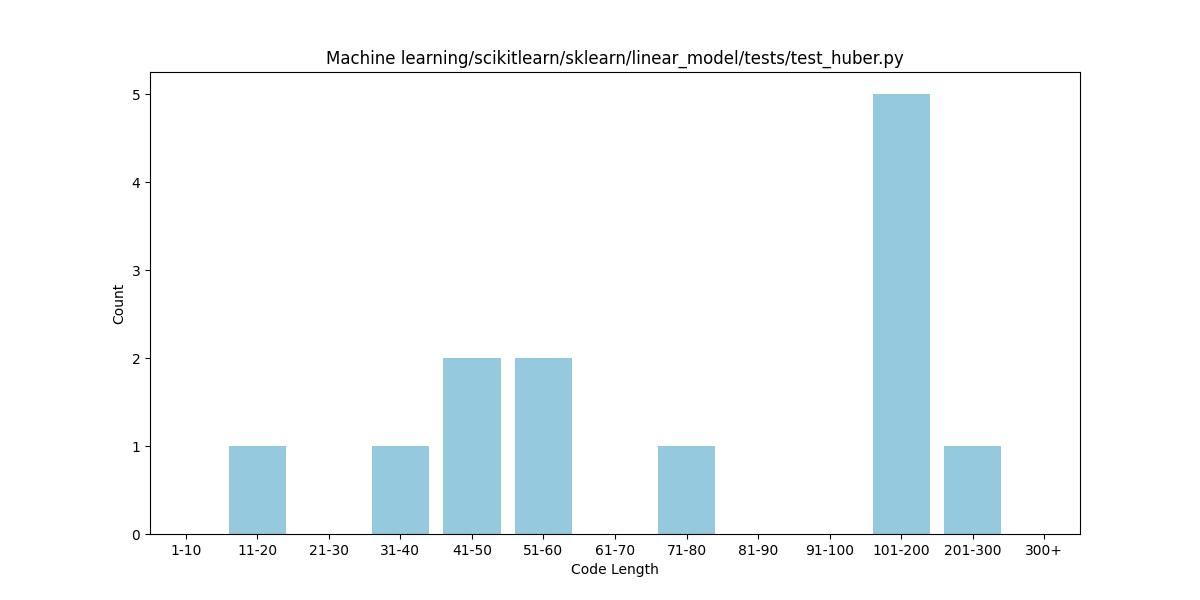 Machine learning/scikitlearn/sklearn/linear_model/tests/test_huber.py
5
4
3
2
1
0
Count
1-10 11-20 21-30 31-40 41-50 51-60 61-70 71-80 81-90 91-100 101-200 201-300 300+
Code Length